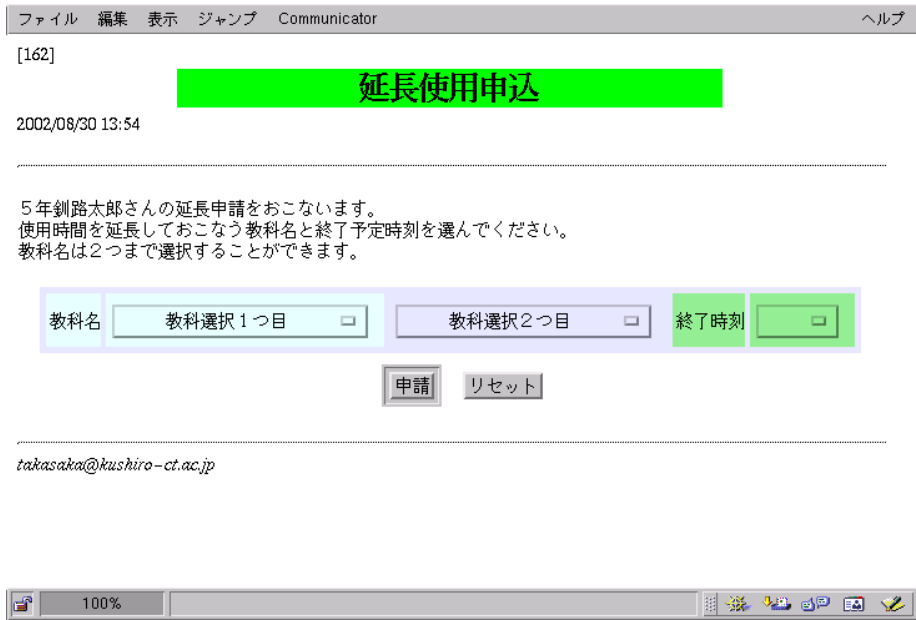 ファイル 編集 表示 ジャンプ Communicator ヘルプ
[162]
延長使用申込
2002/08/30 13:54
５年釧路太郎さんの延長申請をおこないます。
使用時間を延長しておこなう教科名と終了予定時刻を選んでください。
教科名は２つまで選択することができます。
教科名 教科選択１つ目 教科選択２つ目 終了時刻
申請 リセット
takasaka@kushiro-ct.ac.jp
100%